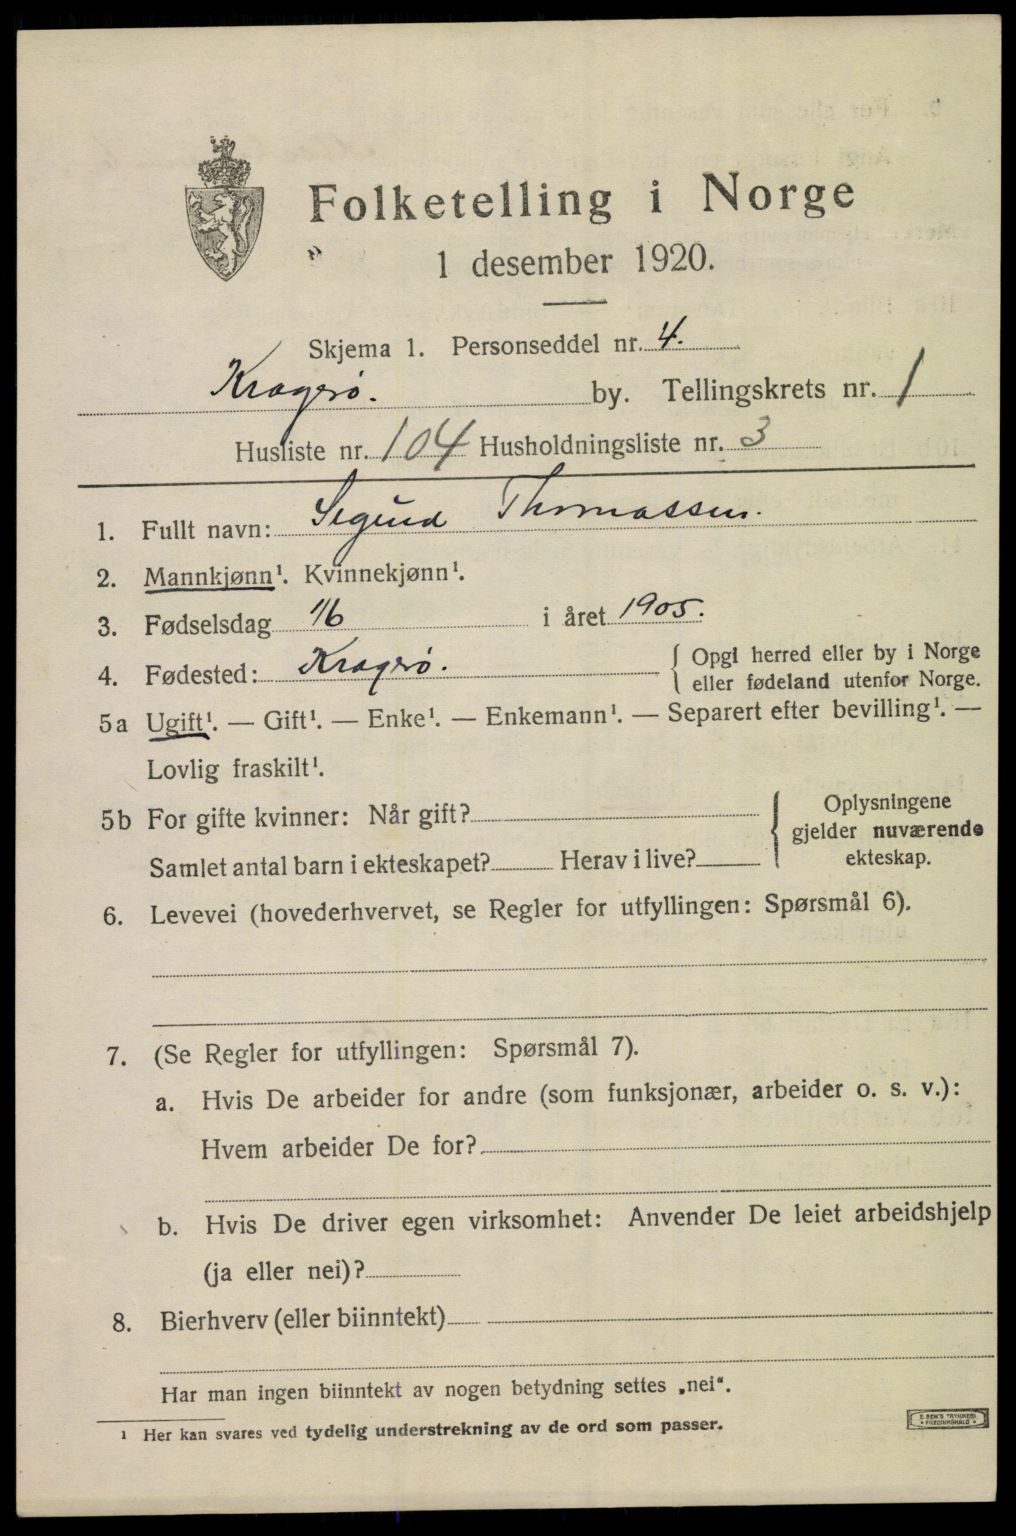 Folketelling i Norge
1 desember 1920.
Skjema 1. Personseddel nr. 4.
Kragerø. by. Tellingskrets nr. 1
Husliste nr. 104 Husholdningsliste nr. 3
1. Fullt navn: Sigurd Thomassen.
2. Mannkjønn¹. Kvinnekjønn¹.
3. Fødselsdag 1/6 i året 1905.
4. Fødested: Kragerø. Opgi herred eller by i Norge
eller fødeland utenfor Norge.
5a Ugift¹. — Gift¹. — Enke¹. — Enkemann¹. — Separert efter bevilling¹. —
Lovlig fraskilt¹.
5b For gifte kvinner: Når gift? Oplysningene
gjelder nuværende
Samlet antal barn i ekteskapet? Herav i live? ekteskap.
6. Levevei (hovederhvervet, se Regler for utfyllingen: Spørsmål 6).
7. (Se Regler for utfyllingen: Spørsmål 7).
a. Hvis De arbeider for andre (som funksjonær, arbeider o. s. v.):
Hvem arbeider De for?
b. Hvis De driver egen virksomhet: Anvender De leiet arbeidshjelp
(ja eller nei)?
8. Bierhverv (eller biinntekt)
Har man ingen biinntekt av nogen betydning settes „nei“.
¹ Her kan svares ved tydelig understrekning av de ord som passer.